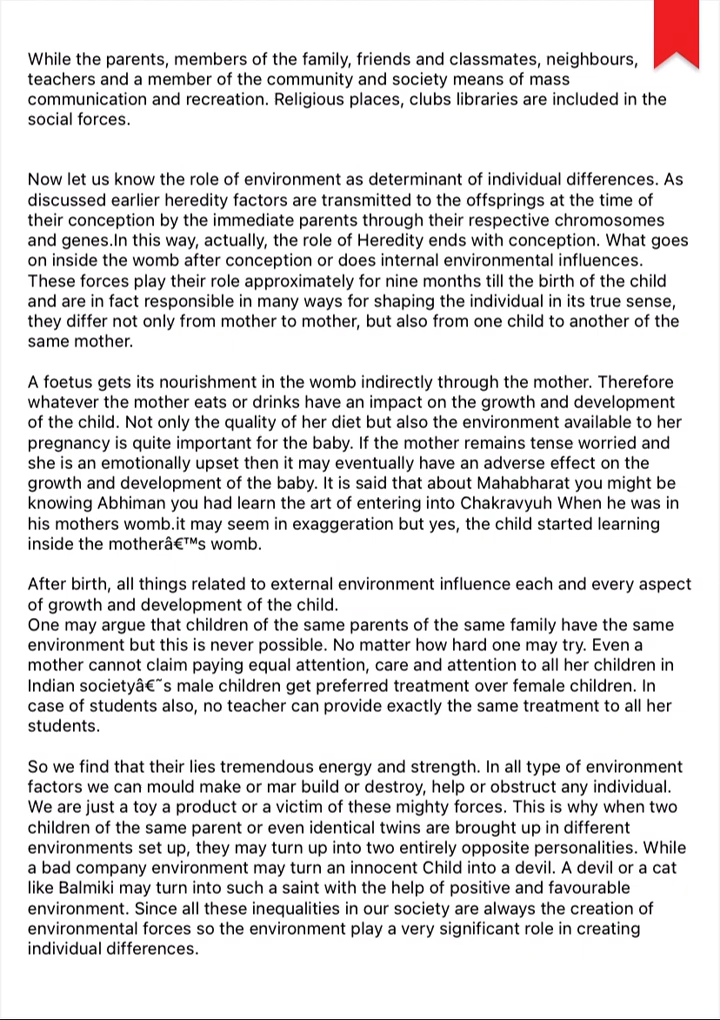 While the parents, members of the family, friends and classmates, neighbours,
teachers and a member of the community and society means of mass
communication and recreation. Religious places, clubs libraries are included in the
social forces.
Now let us know the role of environment as determinant of individual differences. As
discussed earlier heredity factors are transmitted to the offsprings at the time of
their conception by the immediate parents through their respective chromosomes
and genes.In this way, actually, the role of Heredity ends with conception. What goes
on inside the womb after conception or does internal environmental influences.
These forces play their role approximately for nine months till the birth of the child
and are in fact responsible in many ways for shaping the individual in its true sense,
they differ not only from mother to mother, but also from one child to another of the
same mother.
A foetus gets its nourishment in the womb indirectly through the mother. Therefore
whatever the mother eats or drinks have an impact on the growth and development
of the child. Not only the quality of her diet but also the environment available to her
pregnancy is quite important for the baby. If the mother remains tense worried and
she is an emotionally upset then it may eventually have an adverse effect on the
growth and development of the baby. It is said that about Mahabharat you might be
knowing Abhiman you had learn the art of entering into Chakravyuh When he was in
his mothers womb.it may seem in exaggeration but yes, the child started learning
inside the motherâ€™s womb.
After birth, all things related to external environment influence each and every aspect
of growth and development of the child.
One may argue that children of the same parents of the same family have the same
environment but this is never possible. No matter how hard one may try. Even a
mother cannot claim paying equal attention, care and attention to all her children in
Indian societyâ€˜s male children get preferred treatment over female children. In
case of students also, no teacher can provide exactly the same treatment to all her
students.
So we find that their lies tremendous energy and strength. In all type of environment
factors we can mould make or mar build or destroy, help or obstruct any individual.
We are just a toy a product or a victim of these mighty forces. This is why when two
children of the same parent or even identical twins are brought up in different
environments set up, they may turn up into two entirely opposite personalities. While
a bad company environment may turn an innocent Child into a devil. A devil or a cat
like Balmiki may turn into such a saint with the help of positive and favourable
environment. Since all these inequalities in our society are always the creation of
environmental forces so the environment play a very significant role in creating
individual differences.